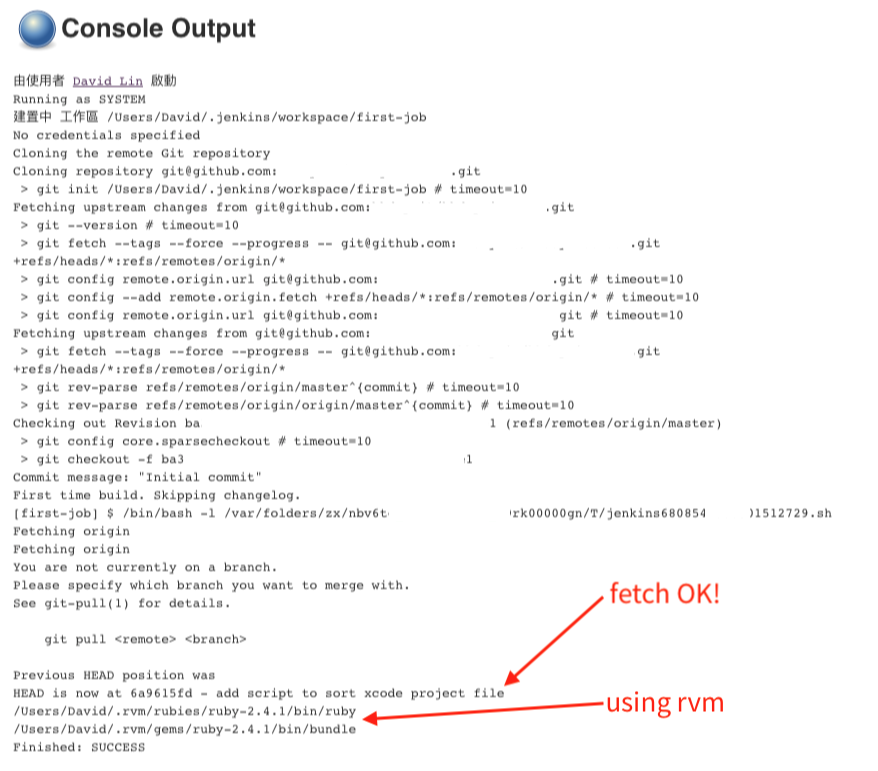 Console Output
由使用者 David Lin 啟動
Running as SYSTEM
建置中 工作區 /Users/David/.jenkins/workspace/first-job
No credentials specified
Cloning the remote Git repository
Cloning repository git@github.com: .git
> git init /Users/David/.jenkins/workspace/first-job # timeout=10
Fetching upstream changes from git@github.com: .git
> git --version # timeout=10
> git fetch --tags --force --progress -- git@github.com: .git
+refs/heads/*:refs/remotes/origin/*
> git config remote.origin.url git@github.com: .git # timeout=10
> git config --add remote.origin.fetch +refs/heads/*:refs/remotes/origin/* # timeout=10
> git config remote.origin.url git@github.com: git # timeout=10
Fetching upstream changes from git@github.com: git
> git fetch --tags --force --progress -- git@github.com: git
+refs/heads/*:refs/remotes/origin/*
> git rev-parse refs/remotes/origin/master^{commit} # timeout=10
> git rev-parse refs/remotes/origin/origin/master^{commit} # timeout=10
Checking out Revision ba 1 (refs/remotes/origin/master)
> git config core.sparsecheckout # timeout=10
> git checkout -f ba3 1
Commit message: "Initial commit"
First time build. Skipping changelog.
[first-job] $ /bin/bash -l /var/folders/zx/nbv6t rk00000gn/T/jenkins680854 )1512729.sh
Fetching origin
Fetching origin
You are not currently on a branch.
Please specify which branch you want to merge with.
See git-pull(1) for details.
git pull <remote> <branch>
fetch OK!
Previous HEAD position was
HEAD is now at 6a9615fd - add script to sort xcode project file
/Users/David/.rvm/rubies/ruby-2.4.1/bin/ruby
using rvm
/Users/David/.rvm/gems/ruby-2.4.1/bin/bundle
Finished: SUCCESS